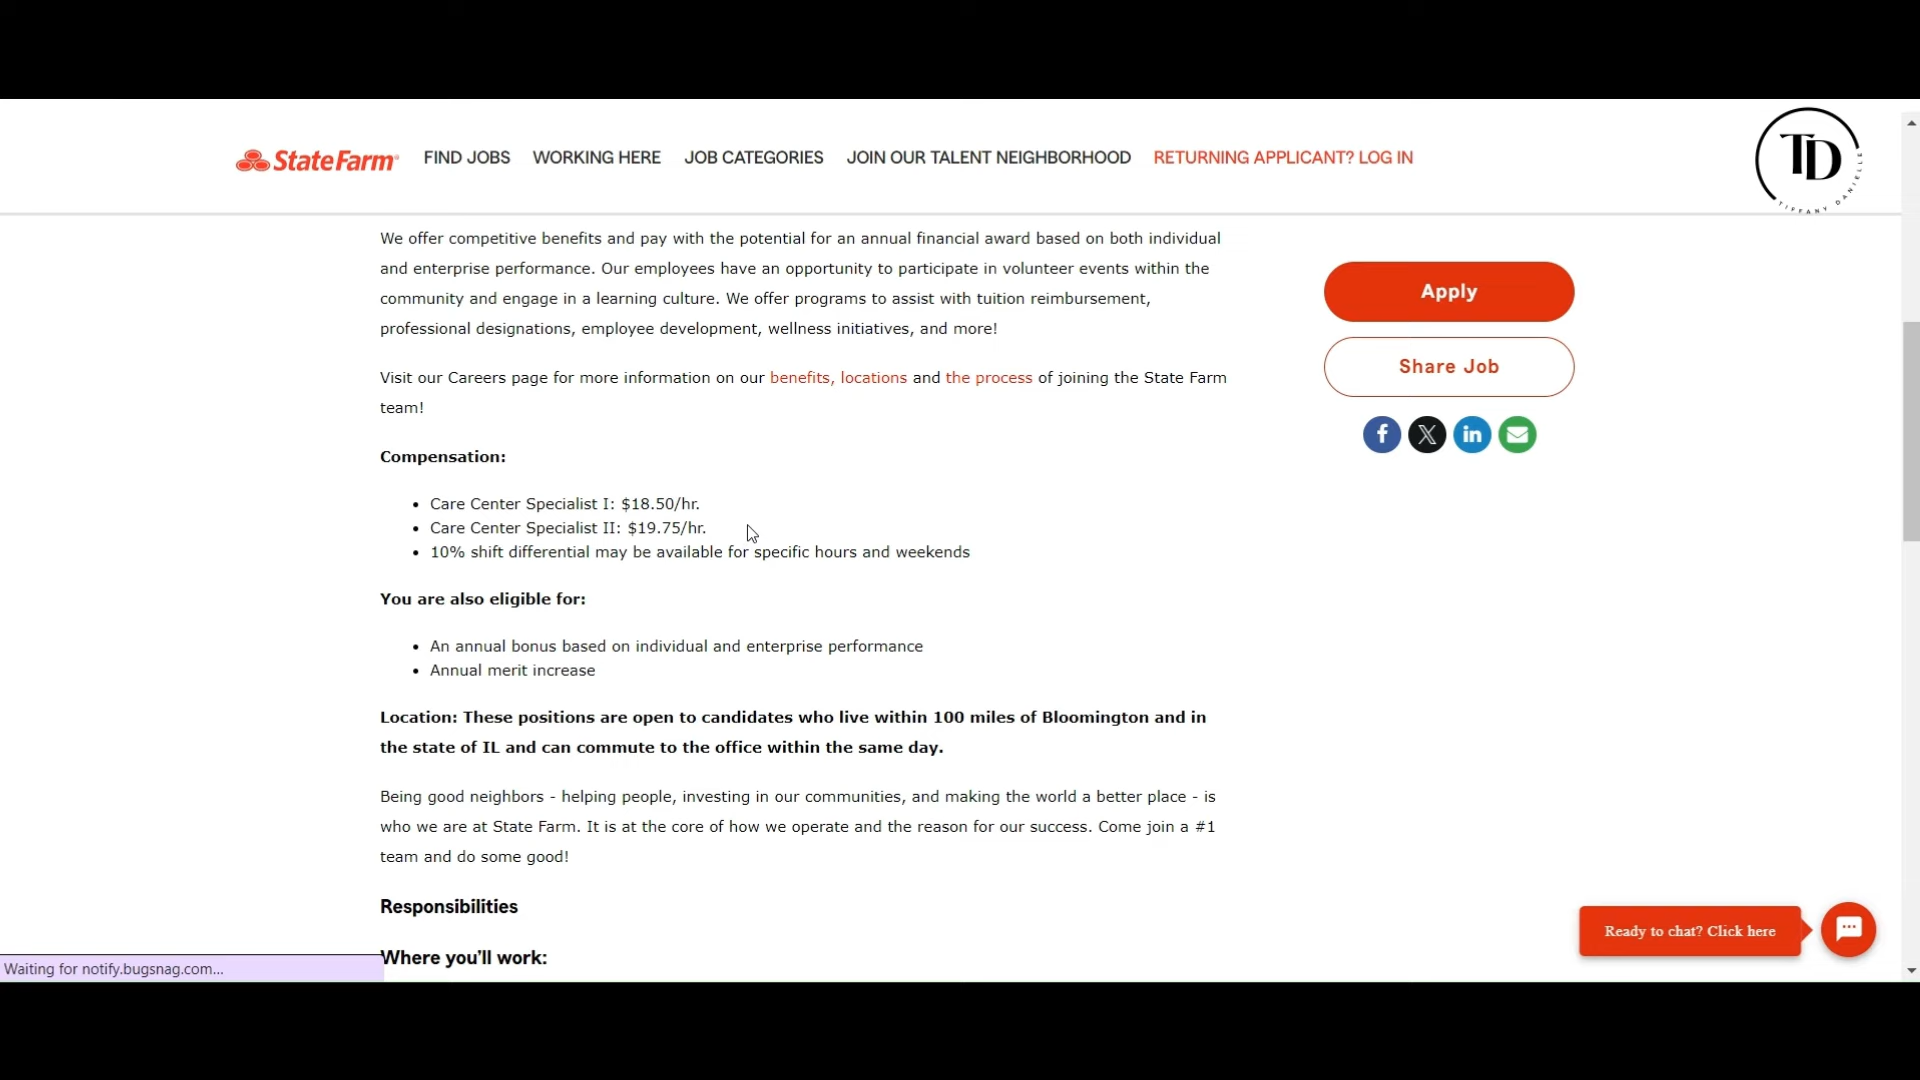 StateFarm FIND JOBS WORKING HERE JOB CATEGORIES JOIN OUR TALENT NEIGHBORHOOD RETURNING APPLICANT? LOG IN
TD
TIFFANY DANIELLE
We offer competitive benefits and pay with the potential for an annual financial award based on both individual
and enterprise performance. Our employees have an opportunity to participate in volunteer events within the
community and engage in a learning culture. We offer programs to assist with tuition reimbursement,
professional designations, employee development, wellness initiatives, and more!
Visit our Careers page for more information on our benefits, locations and the process of joining the State Farm
team!
Compensation:
• Care Center Specialist I: $18.50/hr.
• Care Center Specialist II: $19.75/hr.
• 10% shift differential may be available for specific hours and weekends
You are also eligible for:
• An annual bonus based on individual and enterprise performance
• Annual merit increase
Location: These positions are open to candidates who live within 100 miles of Bloomington and in
the state of IL and can commute to the office within the same day.
Being good neighbors - helping people, investing in our communities, and making the world a better place - is
who we are at State Farm. It is at the core of how we operate and the reason for our success. Come join a #1
team and do some good!
Responsibilities
Where you'll work:
Apply
Share Job
Ready to chat? Click here
Waiting for notify.bugsnag.com...